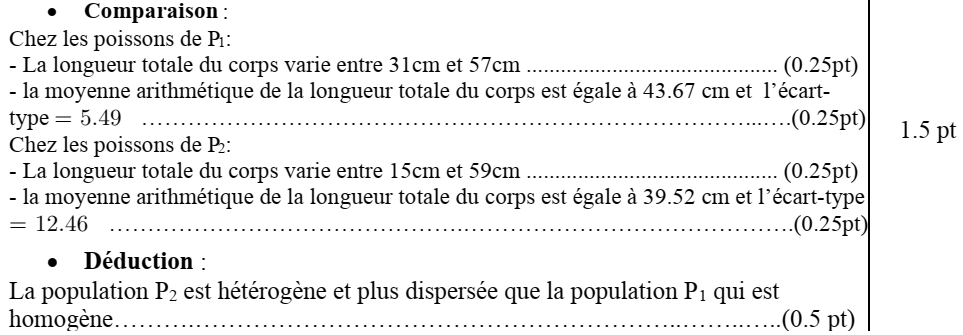 • Comparaison :
Chez les poissons de P1:
- La longueur totale du corps varie entre 31cm et 57cm ............................................ (0.25pt)
- la moyenne arithmétique de la longueur totale du corps est égale à 43.67 cm et l’écart-
type = 5.49 ……………………………………………………………………..….(0.25pt)
1.5 pt
Chez les poissons de P2:
- La longueur totale du corps varie entre 15cm et 59cm ............................................ (0.25pt)
- la moyenne arithmétique de la longueur totale du corps est égale à 39.52 cm et l’écart-type
= 12.46 ……………………………….……………………………….(0.25pt)
• Déduction :
La population P2 est hétérogène et plus dispersée que la population P1 qui est
homogène……….……………………………………………..……..…..(0.5 pt)